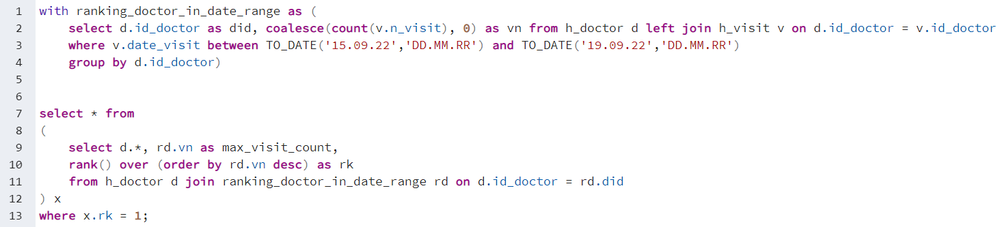 1 with ranking_doctor_in_date_range as (
2 select d.id_doctor as did, coalesce(count(v.n_visit), 0) as vn from h_doctor d left join h_visit v on d.id_doctor = v.id_doctor
3 where v.date_visit between TO_DATE('15.09.22','DD.MM.RR') and TO_DATE('19.09.22','DD.MM.RR')
4 group by d.id_doctor)
5
6
7 select * from
8 (
9 select d.*, rd.vn as max_visit_count,
10 rank() over (order by rd.vn desc) as rk
11 from h_doctor d join ranking_doctor_in_date_range rd on d.id_doctor = rd.did
12 ) x
13 where x.rk = 1;